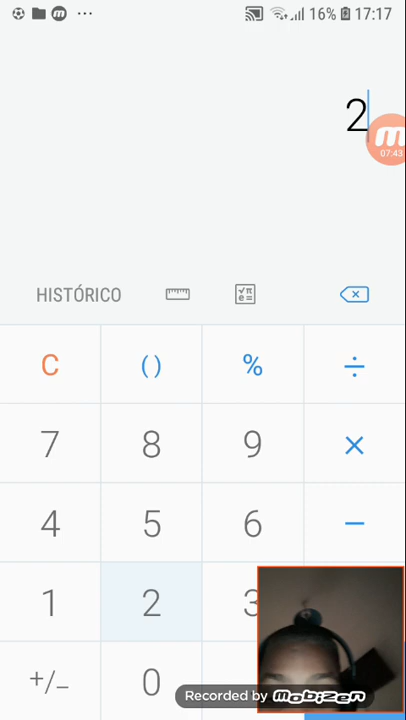 m ... 16% 17:17
2
07:43
HISTÓRICO
√π
e=
C () % ÷
7 8 9 ×
4 5 6 −
1 2 3
+/− 0
Recorded by mobizen